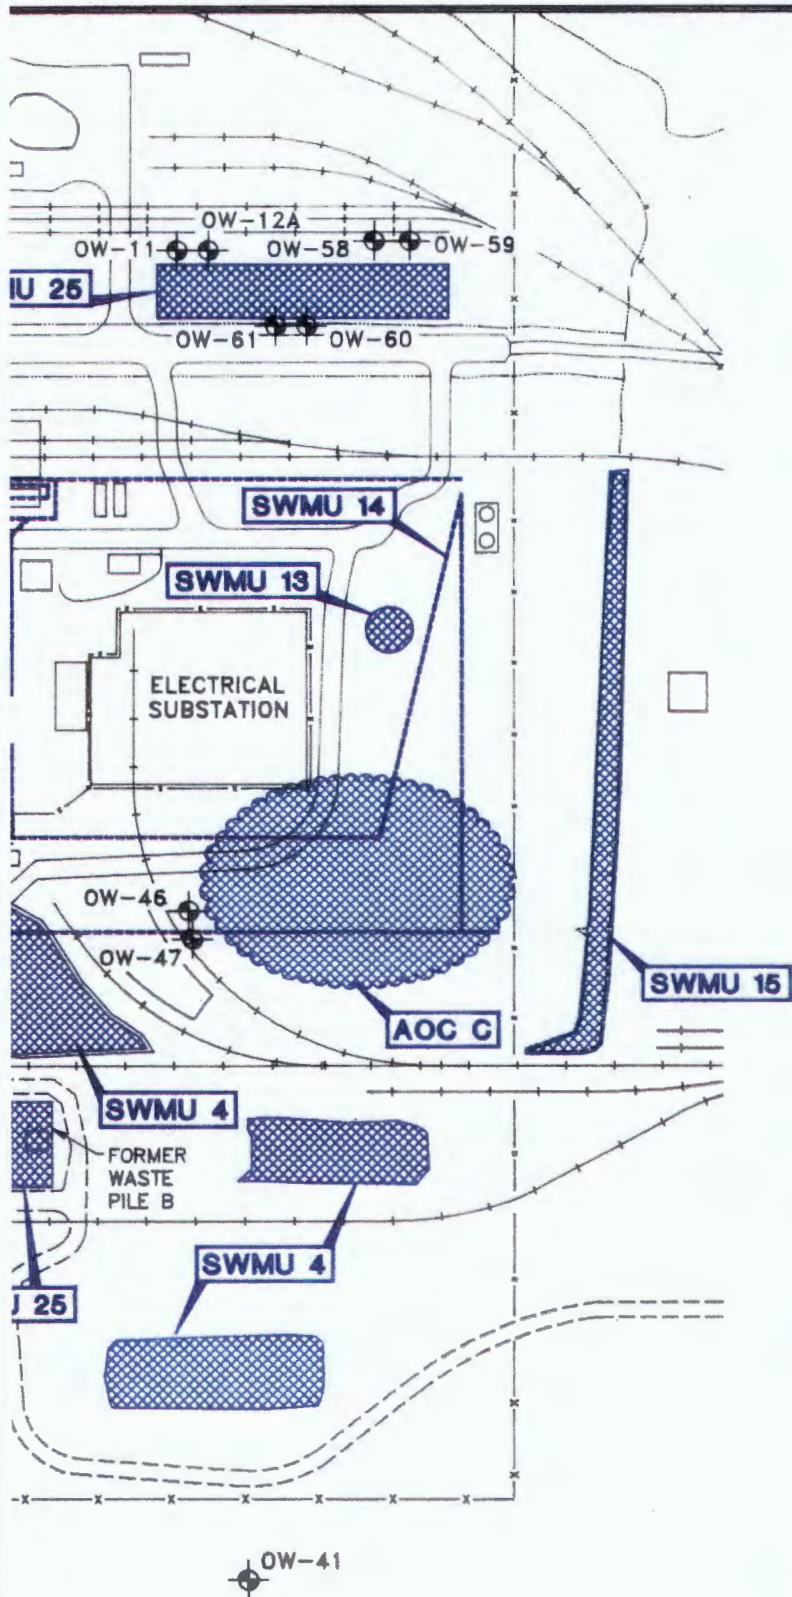 OW-12A
OW-11
OW-58
OW-59
IU 25
OW-61
OW-60
SWMU 14
SWMU 13
ELECTRICAL
SUBSTATION
OW-46
OW-47
SWMU 15
AOC C
SWMU 4
FORMER
WASTE
PILE B
SWMU 4
J 25
OW-41